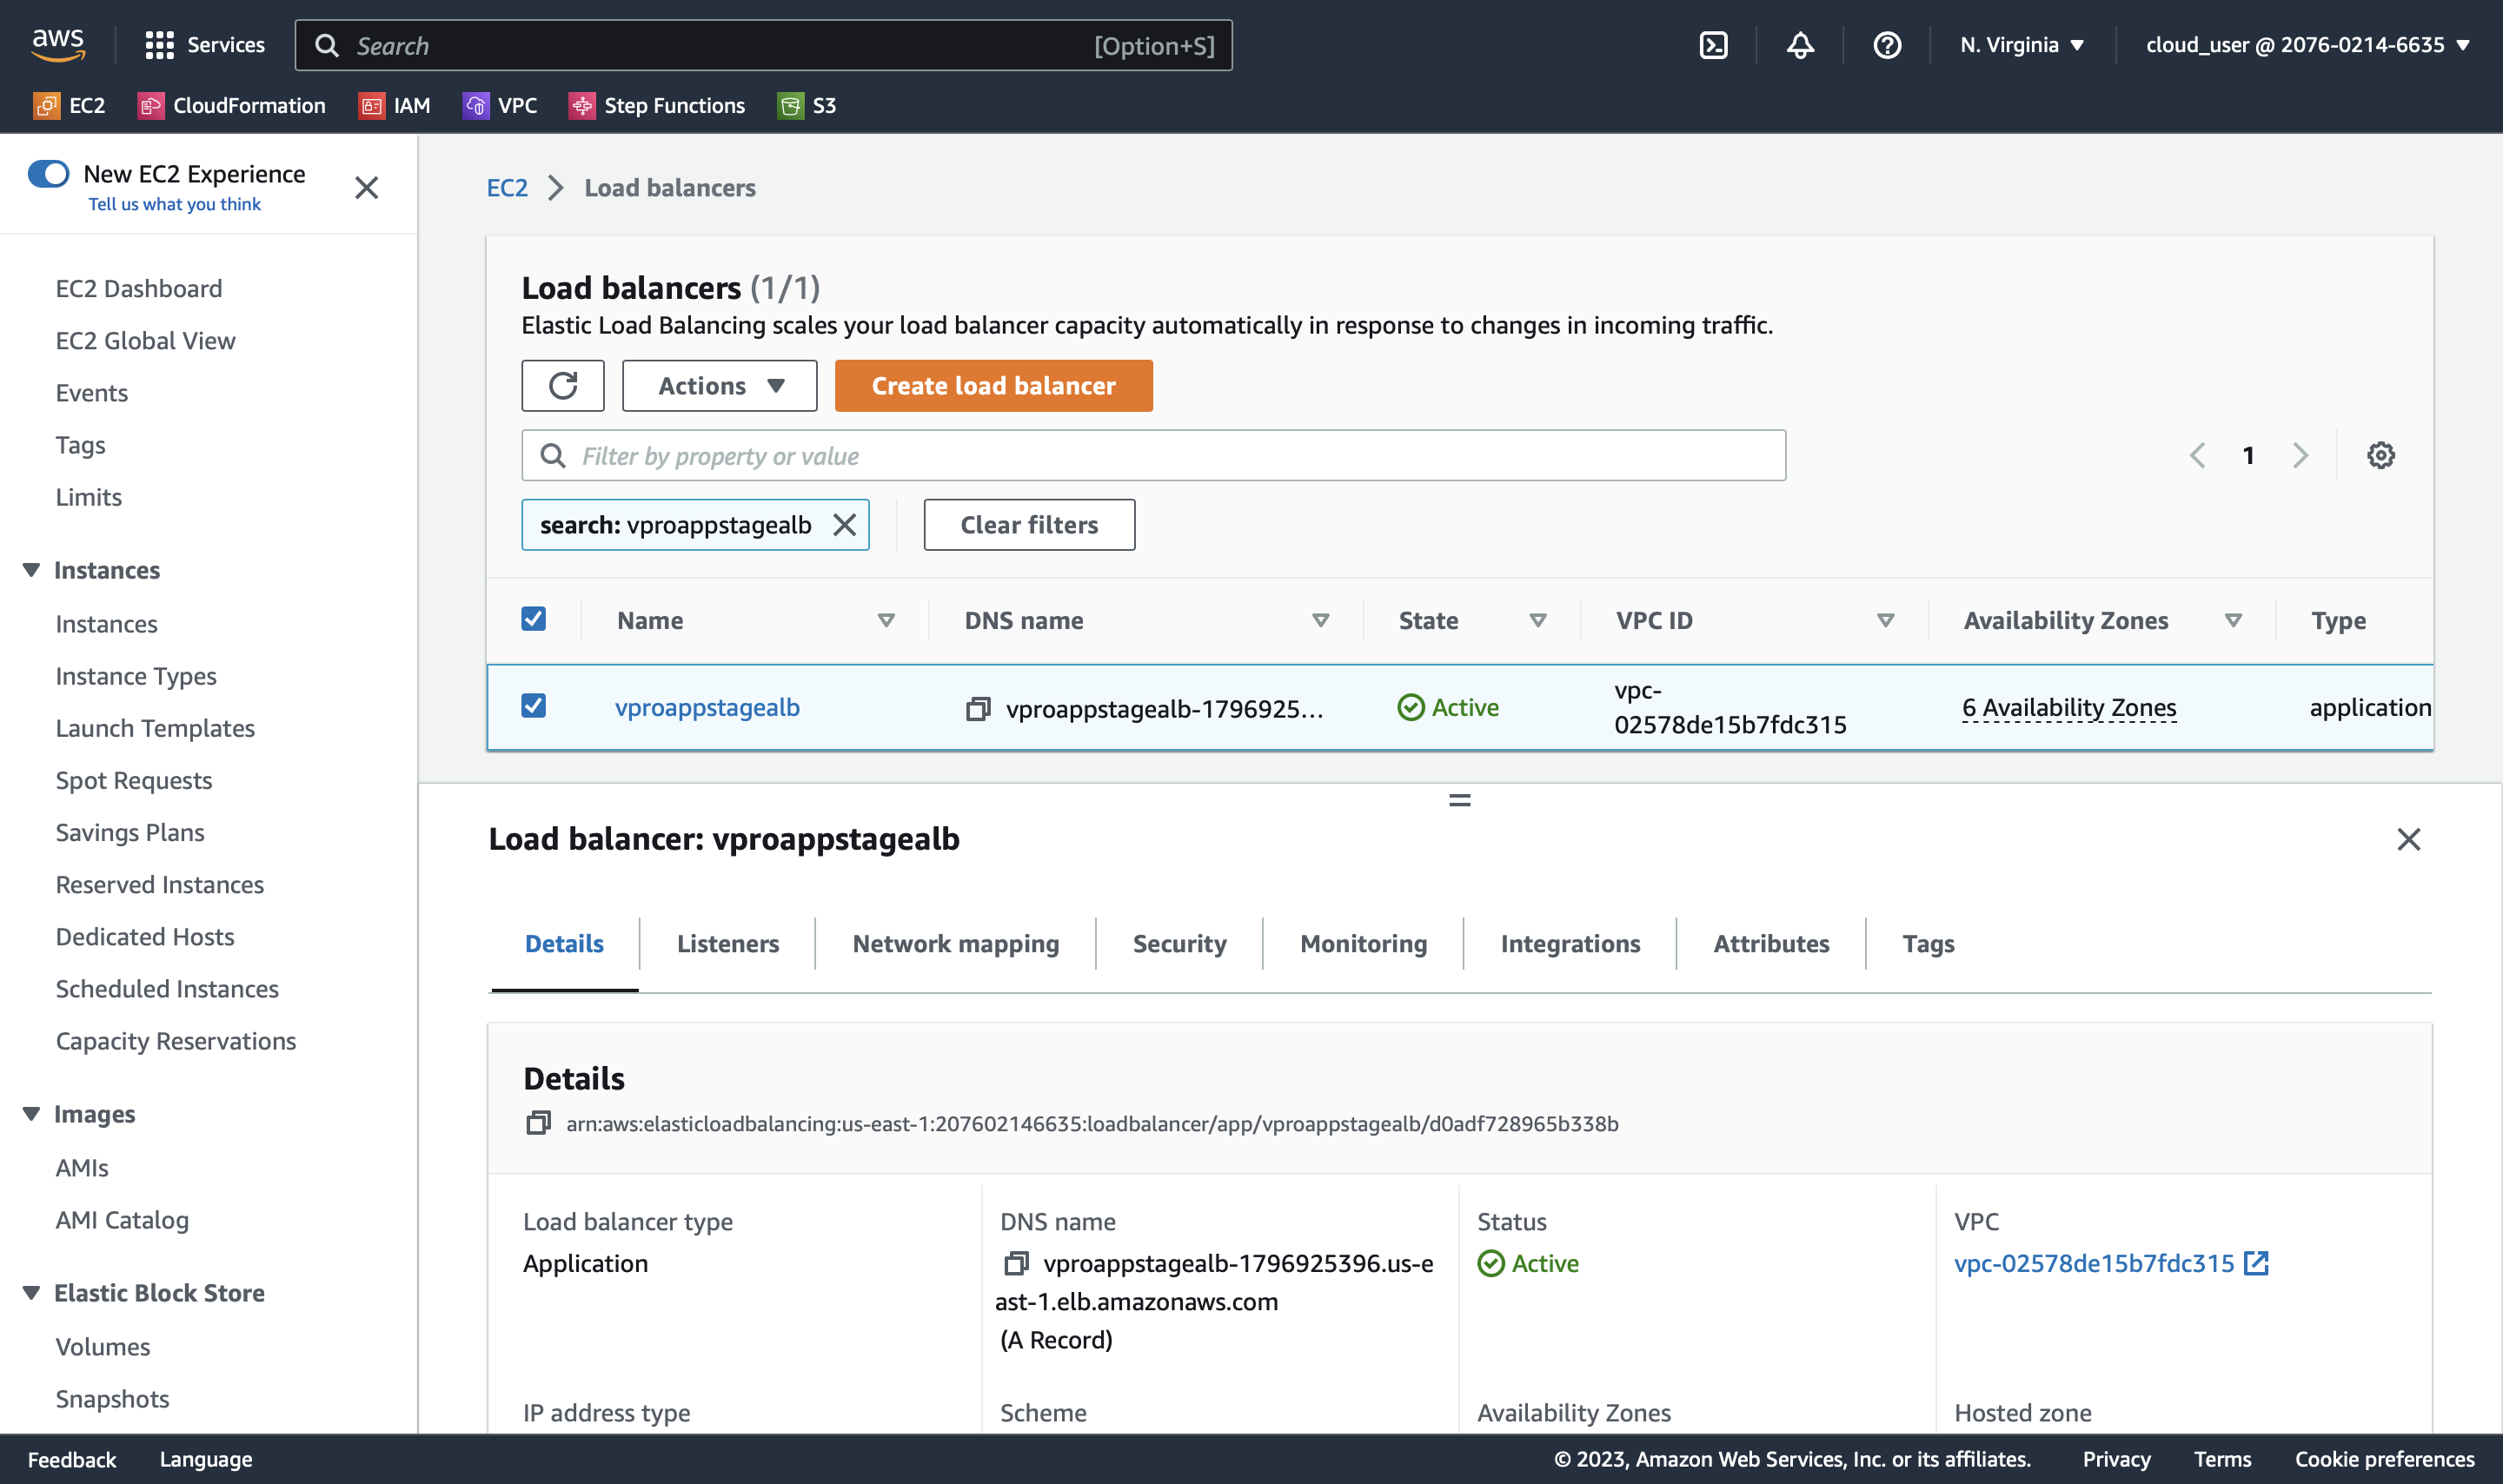 aws
Services
Search
[Option+S]
N. Virginia
cloud_user @ 2076-0214-6635
EC2
CloudFormation
IAM
VPC
Step Functions
S3
New EC2 Experience
Tell us what you think
EC2 Dashboard
EC2 Global View
Events
Tags
Limits
Instances
Instances
Instance Types
Launch Templates
Spot Requests
Savings Plans
Reserved Instances
Dedicated Hosts
Scheduled Instances
Capacity Reservations
Images
AMIs
AMI Catalog
Elastic Block Store
Volumes
Snapshots
EC2
Load balancers
Load balancers (1/1)
Elastic Load Balancing scales your load balancer capacity automatically in response to changes in incoming traffic.
Actions
Create load balancer
Filter by property or value
1
search: vproappstagealb
Clear filters
Name
DNS name
State
VPC ID
Availability Zones
Type
vproappstagealb
vproappstagealb-1796925...
Active
vpc-
02578de15b7fdc315
6 Availability Zones
application
Load balancer: vproappstagealb
Details
Listeners
Network mapping
Security
Monitoring
Integrations
Attributes
Tags
Details
arn:aws:elasticloadbalancing:us-east-1:207602146635:loadbalancer/app/vproappstagealb/d0adf728965b338b
Load balancer type
Application
DNS name
vproappstagealb-1796925396.us-e
ast-1.elb.amazonaws.com
(A Record)
Status
Active
VPC
vpc-02578de15b7fdc315
IP address type
Scheme
Availability Zones
Hosted zone
Feedback
Language
© 2023, Amazon Web Services, Inc. or its affiliates.
Privacy
Terms
Cookie preferences